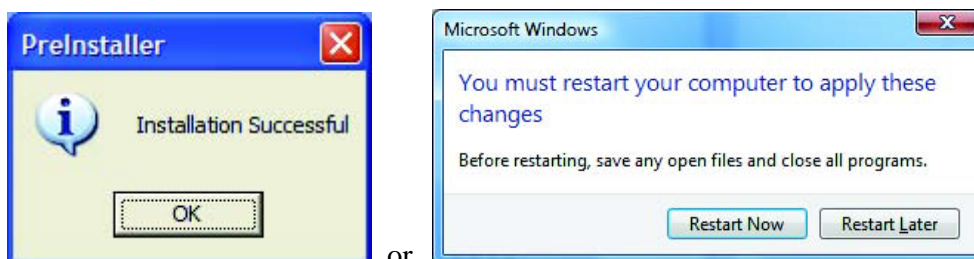 PreInstaller
Installation Successful
OK
or
Microsoft Windows
You must restart your computer to apply these
changes
Before restarting, save any open files and close all programs.
Restart Now
Restart Later